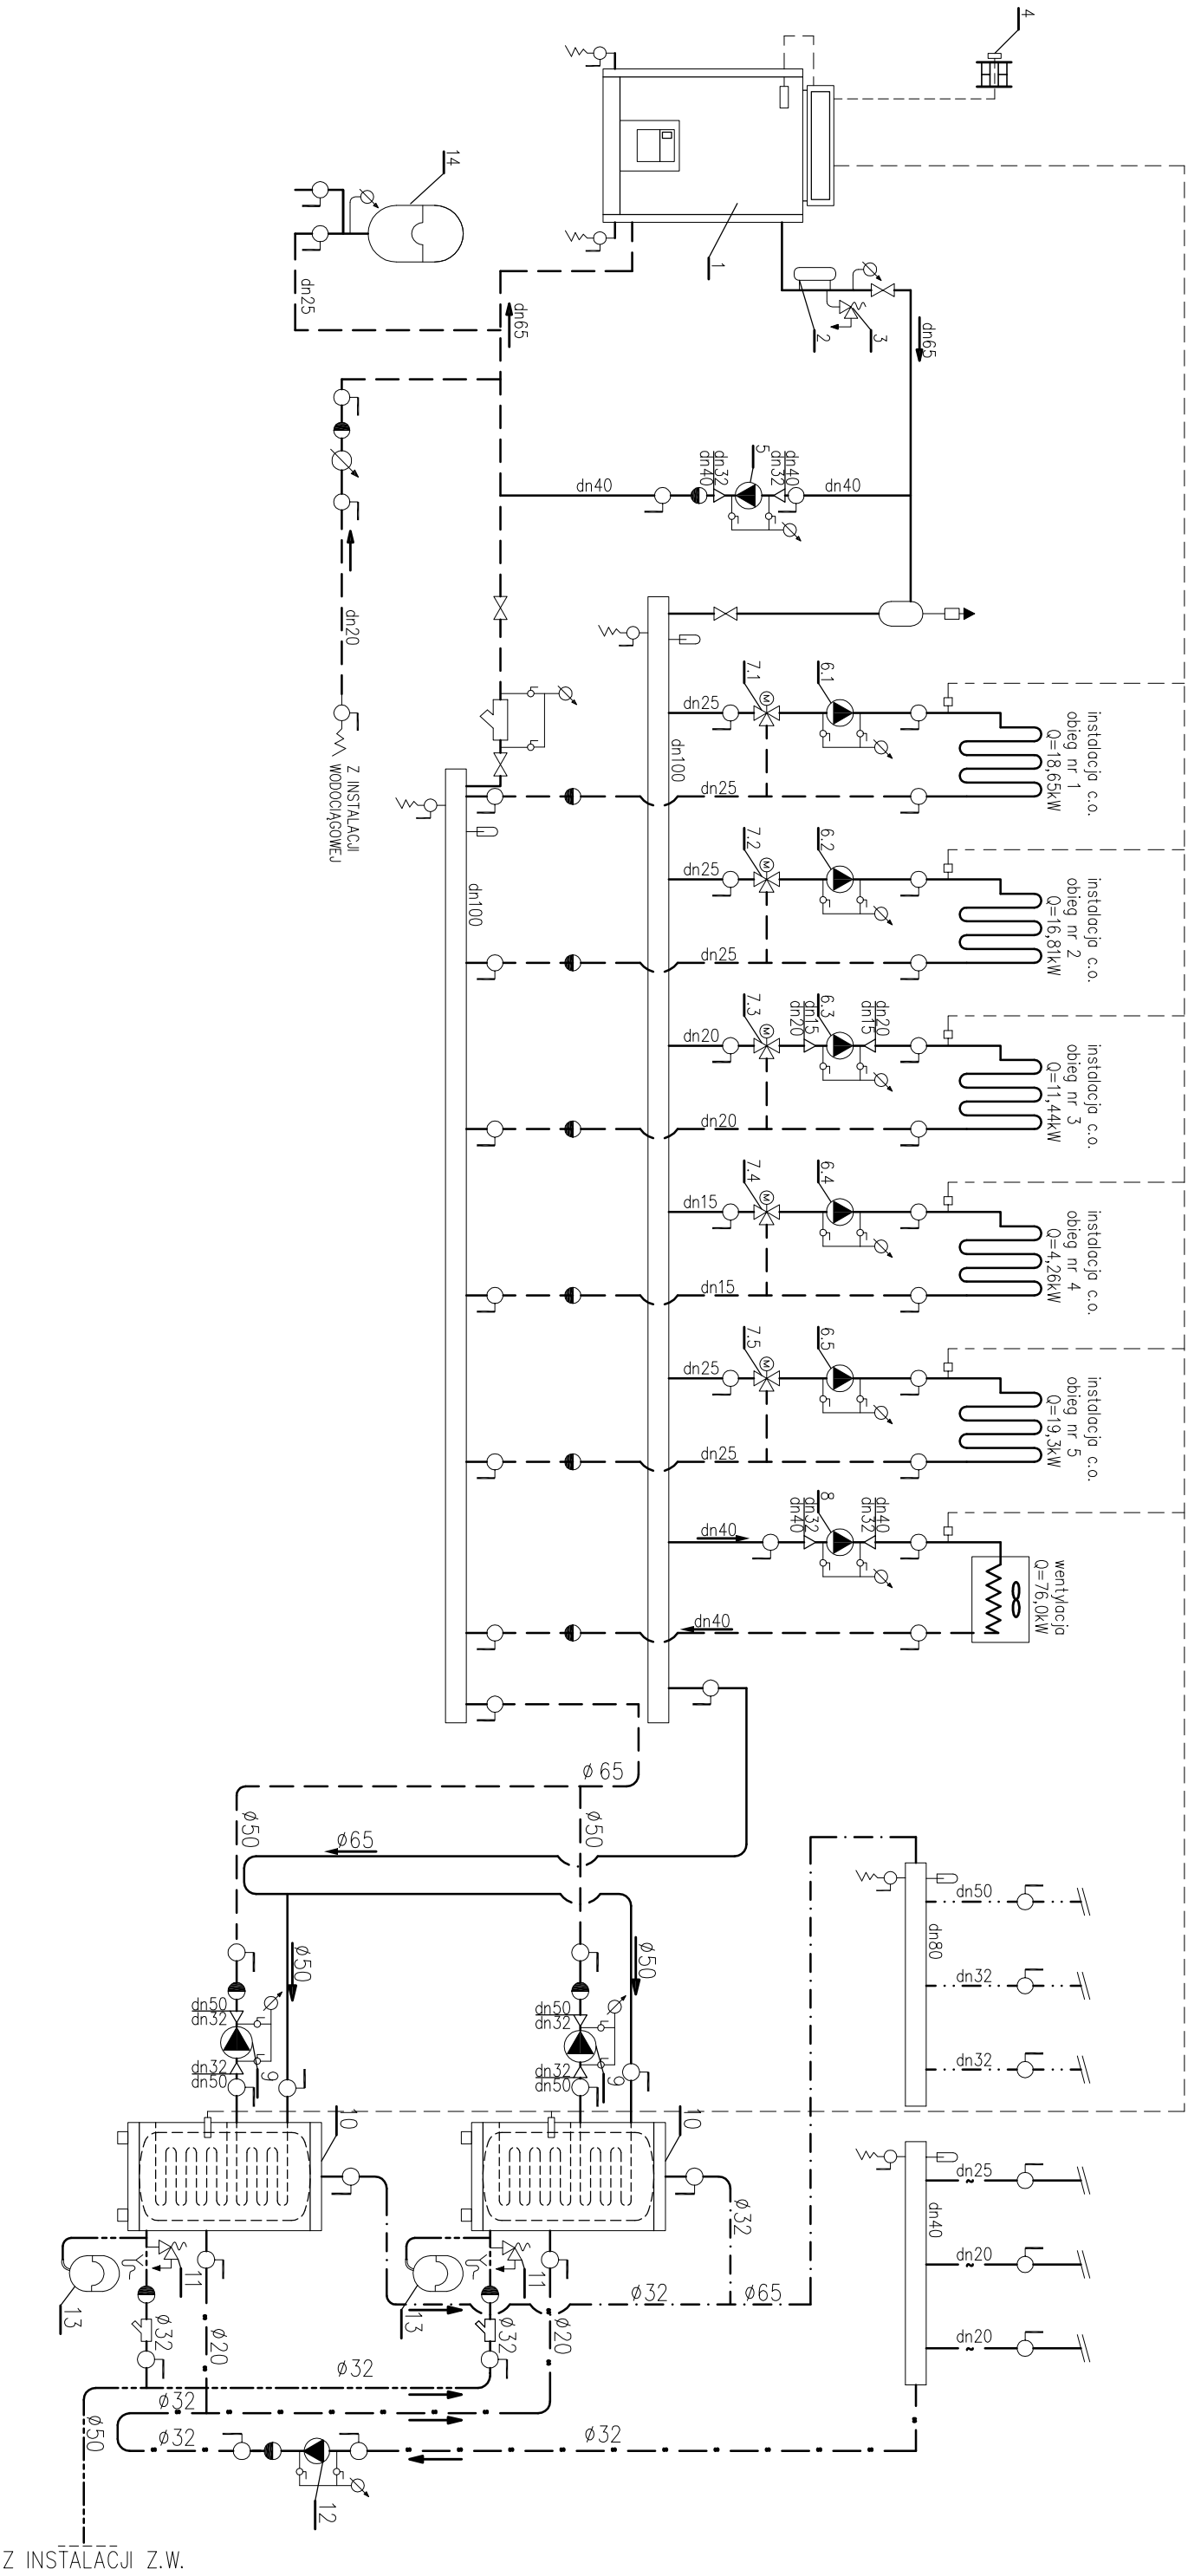 4
14
1
2
3
dn25
dn65
dn65
5
dn40
dn32
dn40
dn32
dn40
dn40
dn40
dn20
Z INSTALACJI
WODOCIĄGOWEJ
dn100
dn100
instalacja c.o.
obieg nr 1
Q=18,65kW
6.1
7.1
dn25
dn25
instalacja c.o.
obieg nr 2
Q=16,81kW
6.2
7.2
dn25
dn25
instalacja c.o.
obieg nr 3
Q=11,44kW
6.3
7.3
dn20
dn15
dn15
dn20
dn20
dn20
instalacja c.o.
obieg nr 4
Q=4,26kW
6.4
7.4
dn15
dn15
instalacja c.o.
obieg nr 5
Q=19,3kW
6.5
7.5
dn25
dn25
wentylacja
Q=76,0kW
8
dn40
dn32
dn32
dn40
dn40
dn40
ø65
ø50
ø50
ø65
ø50
ø50
dn50
dn32
dn32
dn50
9
dn50
dn32
dn32
dn50
9
dn80
dn50
dn32
dn32
10
10
dn40
dn25
dn20
dn20
ø32
ø32
ø65
11
13
ø32
ø20
11
13
ø32
ø20
ø32
ø32
ø32
ø32
ø50
12
Z INSTALACJI Z.W.